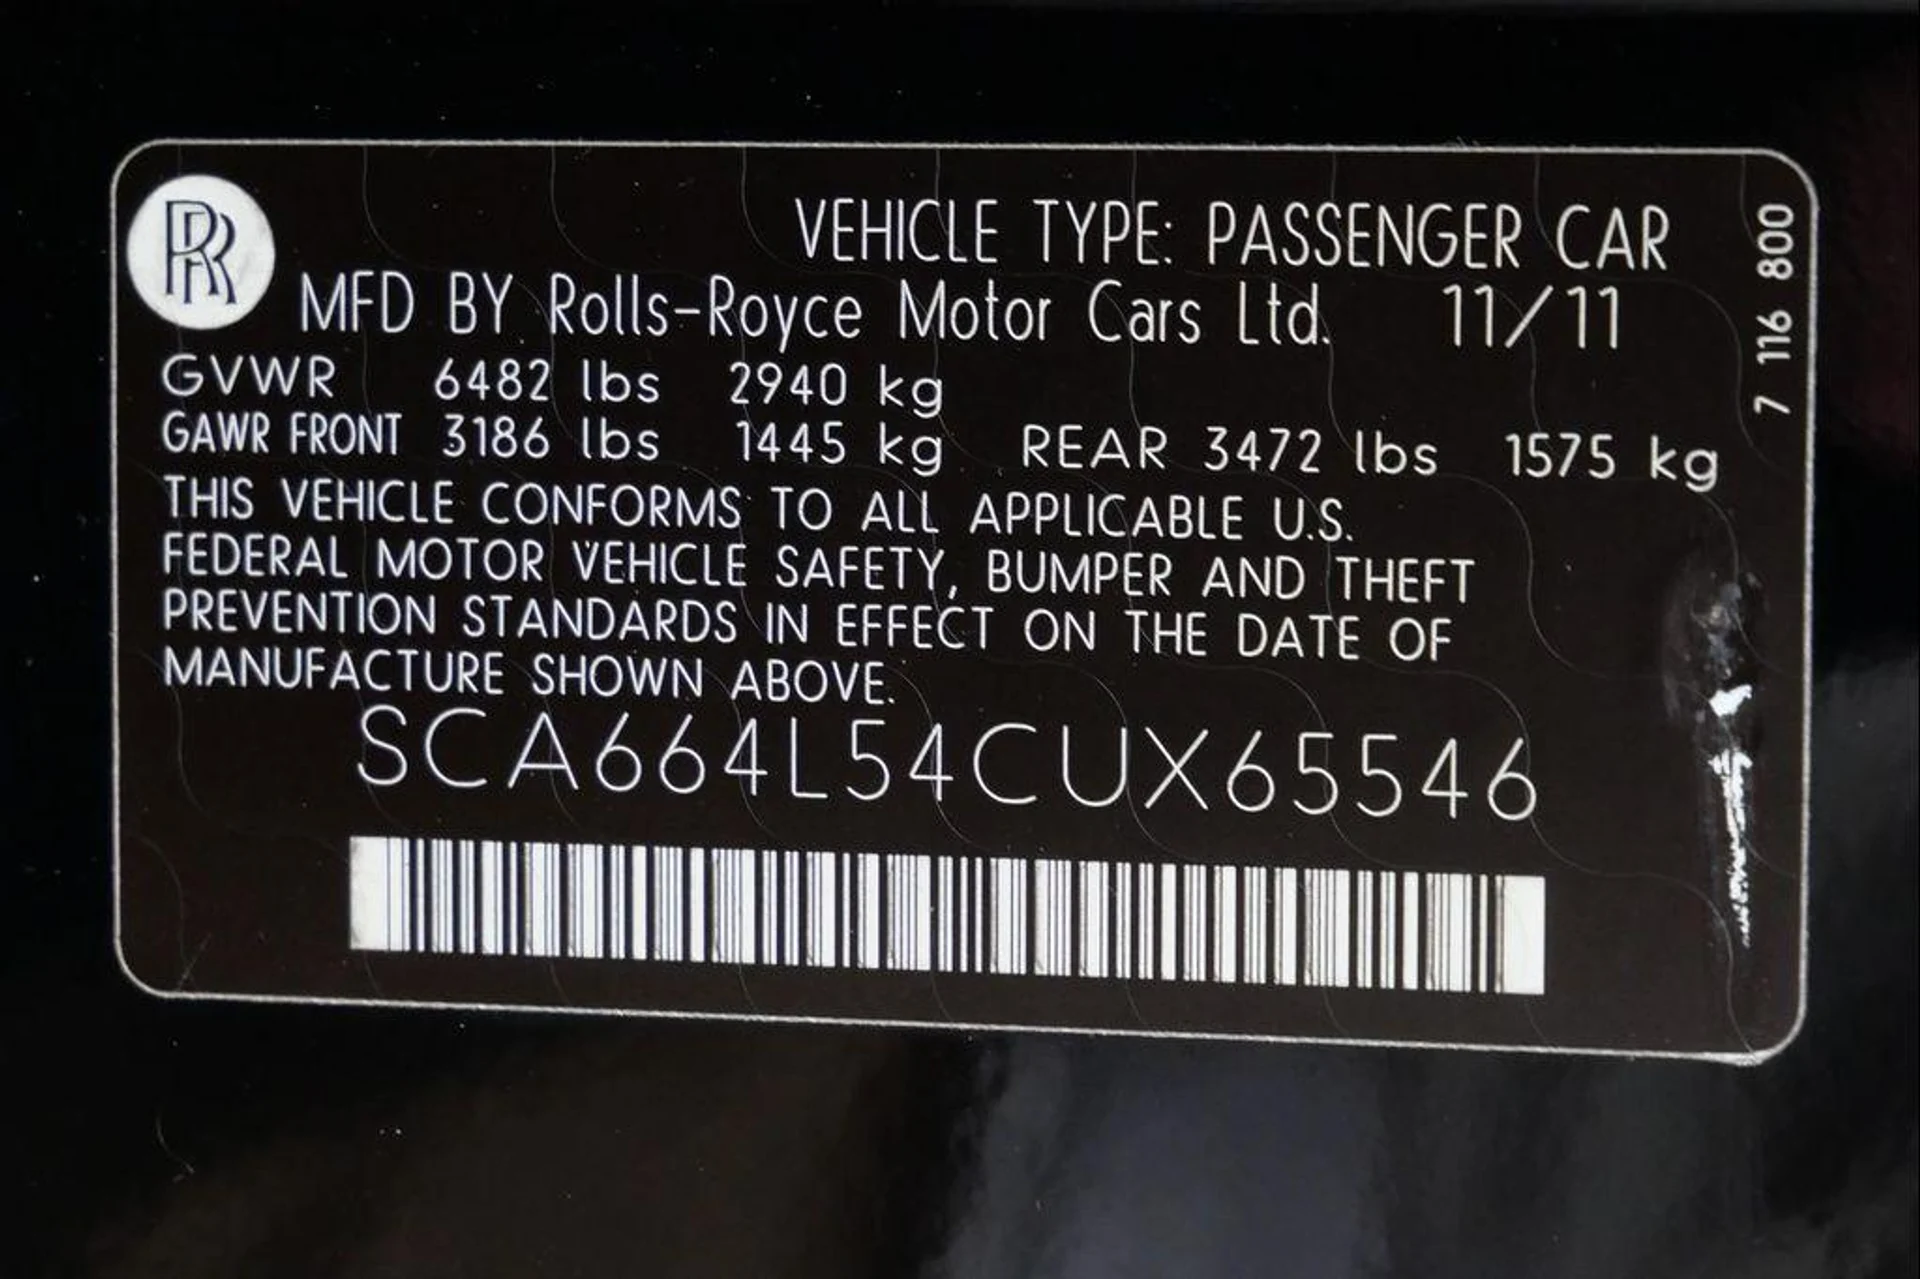 RR
VEHICLE TYPE: PASSENGER CAR
MFD BY Rolls-Royce Motor Cars Ltd. 11/11
GVWR 6482 lbs 2940 kg
GAWR FRONT 3186 lbs 1445 kg REAR 3472 lbs 1575 kg
THIS VEHICLE CONFORMS TO ALL APPLICABLE U.S.
FEDERAL MOTOR VEHICLE SAFETY, BUMPER AND THEFT
PREVENTION STANDARDS IN EFFECT ON THE DATE OF
MANUFACTURE SHOWN ABOVE.
SCA664L54CUX65546
7 116 800